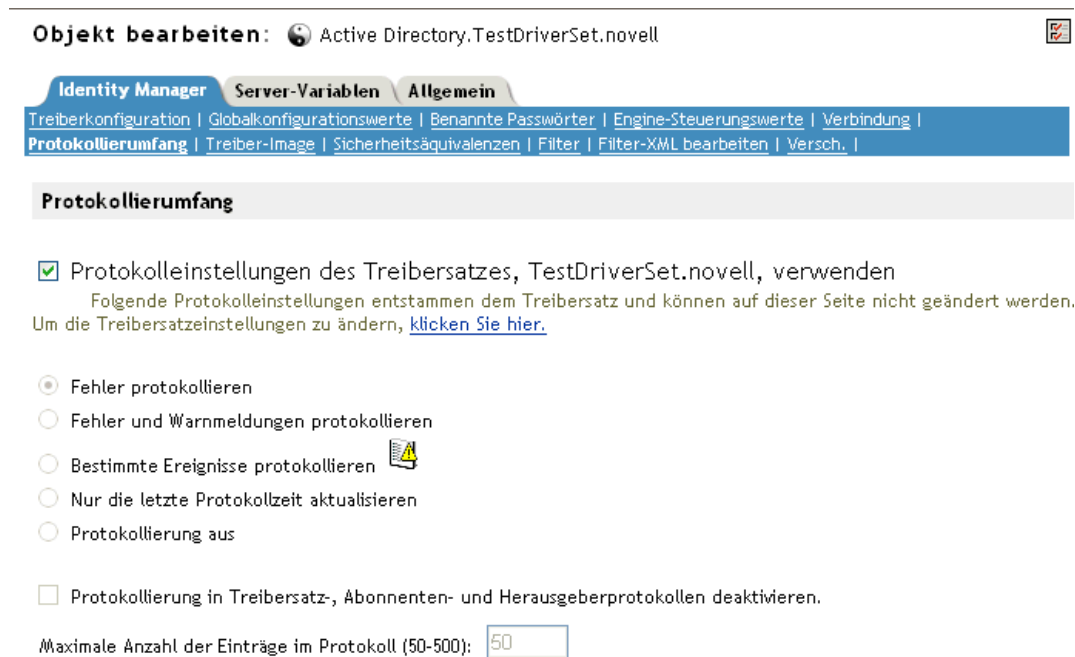 Objekt bearbeiten: Active Directory.TestDriverSet.novell
Identity Manager Server-Variablen Allgemein
Treiberkonfiguration | Globalkonfigurationswerte | Benannte Passwörter | Engine-Steuerungswerte | Verbindung |
Protokollierumfang | Treiber-Image | Sicherheitsäquivalenzen | Filter | Filter-XML bearbeiten | Versch. |
Protokollierumfang
Protokolleinstellungen des Treibersatzes, TestDriverSet.novell, verwenden
Folgende Protokolleinstellungen entstammen dem Treibersatz und können auf dieser Seite nicht geändert werden.
Um die Treibersatzeinstellungen zu ändern, klicken Sie hier.
Fehler protokollieren
Fehler und Warnmeldungen protokollieren
Bestimmte Ereignisse protokollieren
Nur die letzte Protokollzeit aktualisieren
Protokollierung aus
Protokollierung in Treibersatz-, Abonnenten- und Herausgeberprotokollen deaktivieren.
Maximale Anzahl der Einträge im Protokoll (50-500): 50